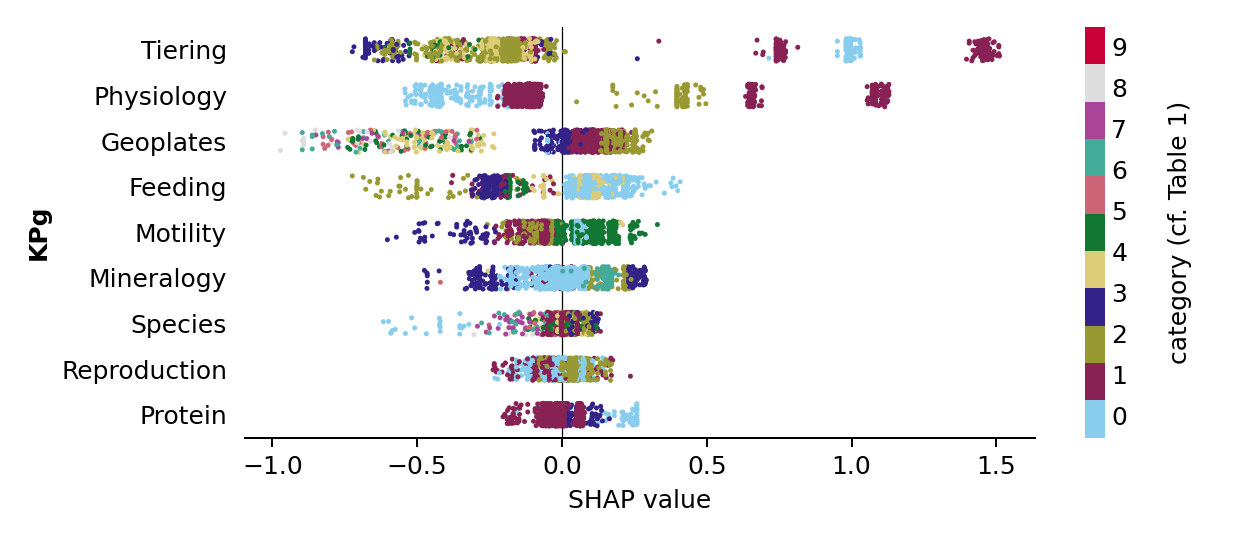 KPg
Tiering
Physiology
Geoplates
Feeding
Motility
Mineralogy
Species
Reproduction
Protein
−1.0 −0.5 0.0 0.5 1.0 1.5
SHAP value
9
8
7
6
5
4
3
2
1
0
category (cf. Table 1)